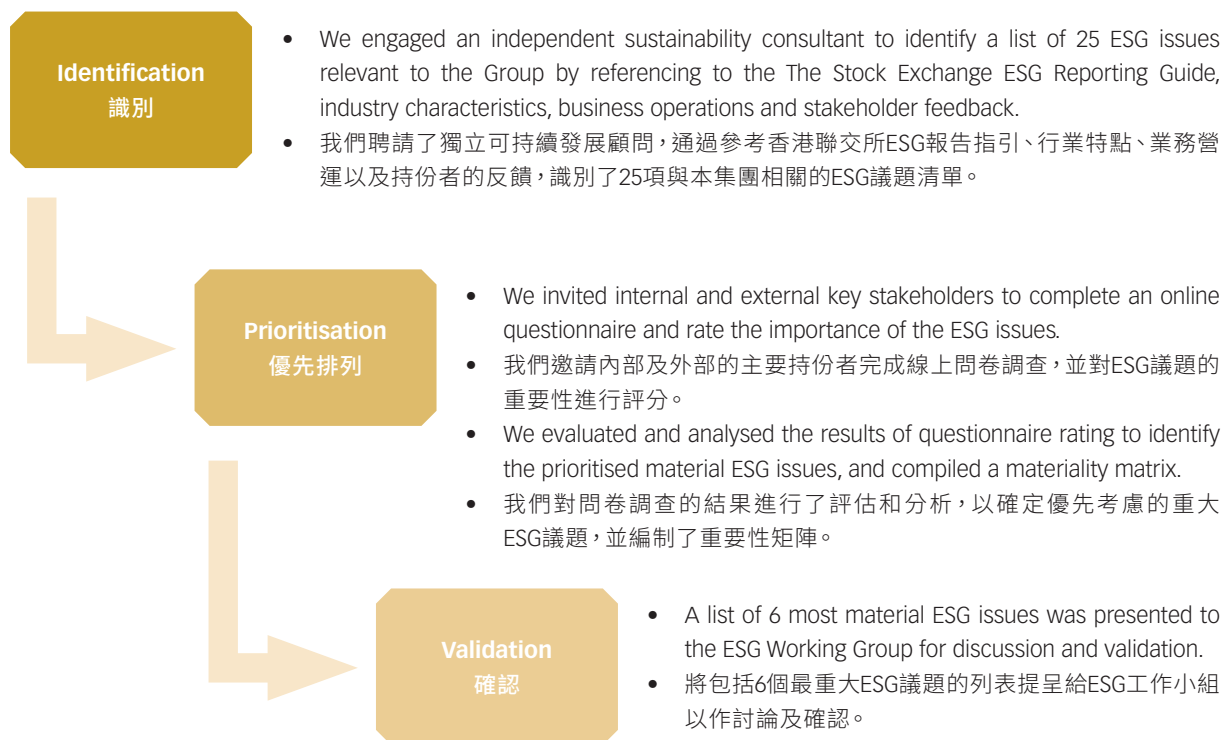 Identification
識別
• We engaged an independent sustainability consultant to identify a list of 25 ESG issues
relevant to the Group by referencing to the The Stock Exchange ESG Reporting Guide,
industry characteristics, business operations and stakeholder feedback.
• 我們聘請了獨立可持續發展顧問，通過參考香港聯交所ESG報告指引、行業特點、業務營
運以及持份者的反饋，識別了25項與本集團相關的ESG議題清單。
Prioritisation
優先排列
• We invited internal and external key stakeholders to complete an online
questionnaire and rate the importance of the ESG issues.
• 我們邀請內部及外部的主要持份者完成線上問卷調查，並對ESG議題的
重要性進行評分。
• We evaluated and analysed the results of questionnaire rating to identify
the prioritised material ESG issues, and compiled a materiality matrix.
• 我們對問卷調查的結果進行了評估和分析，以確定優先考慮的重大
ESG議題，並編制了重要性矩陣。
Validation
確認
• A list of 6 most material ESG issues was presented to
the ESG Working Group for discussion and validation.
• 將包括6個最重大ESG議題的列表提呈給ESG工作小組
以作討論及確認。